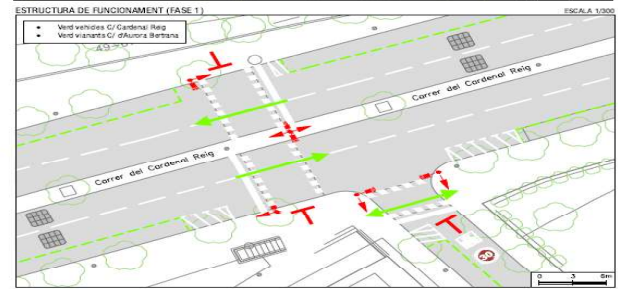 ESTRUCTURA DE FUNCIONAMENT (FASE 1)
ESCALA 1/300
Verd vehicles C/ Cardenal Reig
Verd vianants C/ d'Aurora Bertrana
Carrer del Cardenal Reig
Carrer del Cardenal Reig
30
0 3 6m